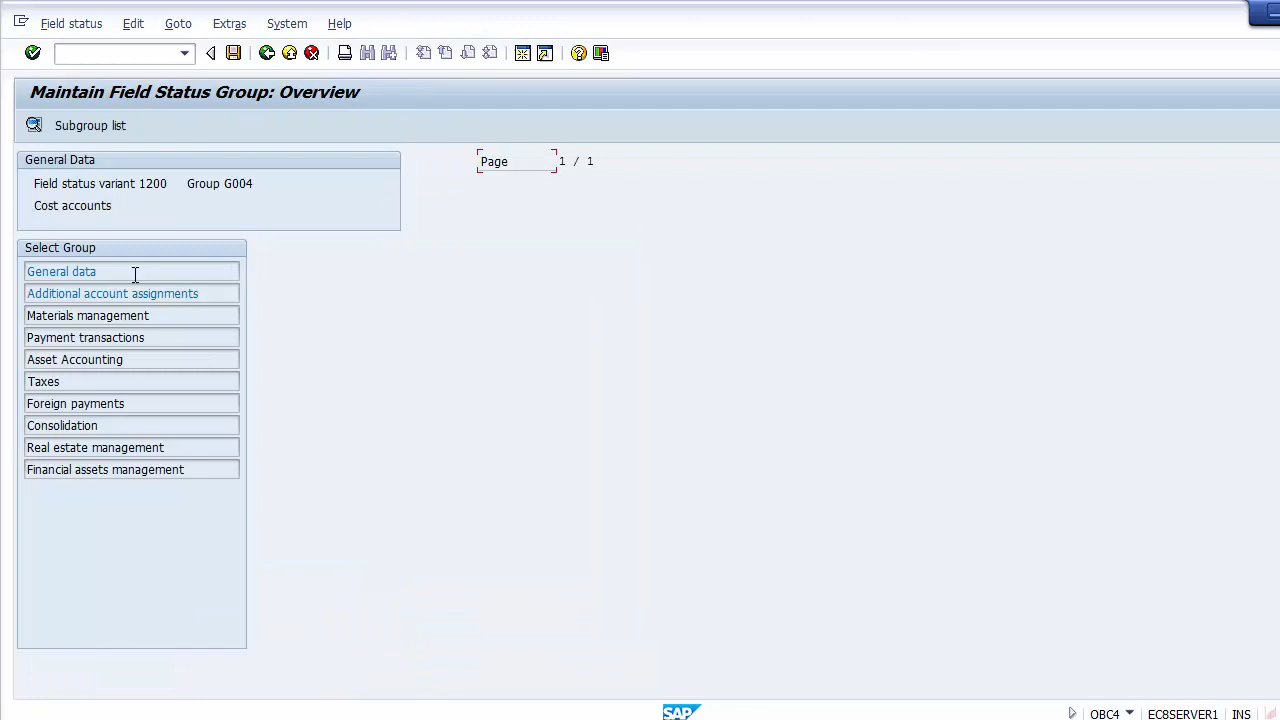 Field status Edit Goto Extras System Help
Maintain Field Status Group: Overview
Subgroup list
General Data
Page 1 / 1
Field status variant 1200 Group G004
Cost accounts
Select Group
General data
Additional account assignments
Materials management
Payment transactions
Asset Accounting
Taxes
Foreign payments
Consolidation
Real estate management
Financial assets management
SAP
OC4 EC8SERVER1 INS